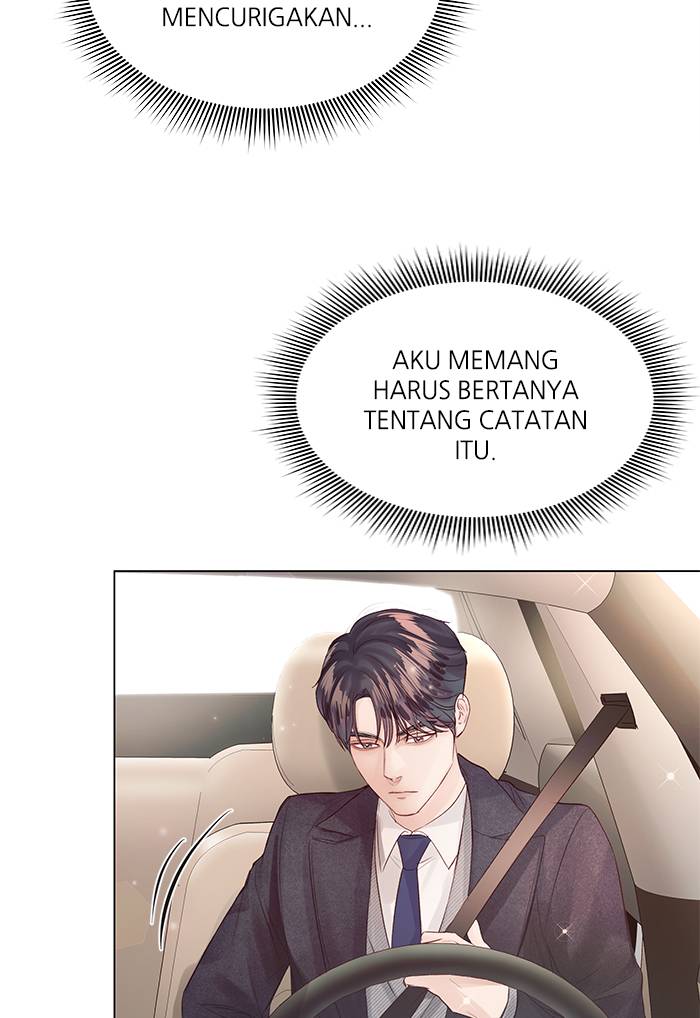 MENCURIGAKAN...
AKU MEMANG
HARUS BERTANYA
TENTANG CATATAN
ITU.